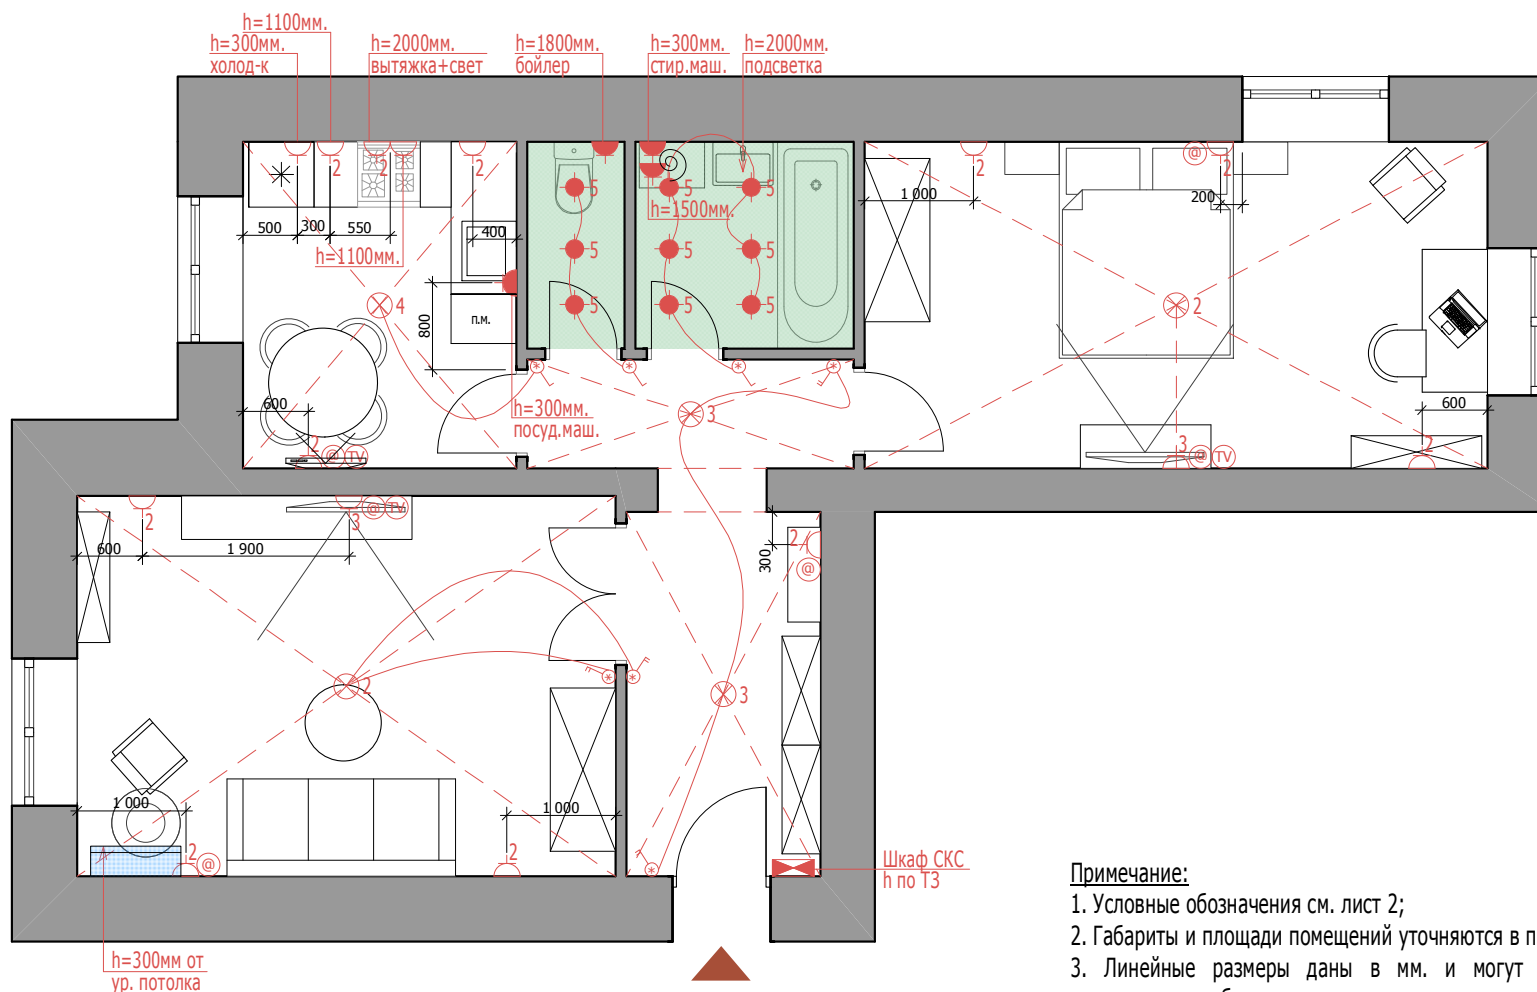 h=1100мм.
h=300мм.
холод-к
h=2000мм.
вытяжка+свет
h=1800мм.
бойлер
h=300мм.
стир.маш.
h=2000мм.
подсветка
2
2
2
@
2
2
5
5
5
h=1500мм.
1 000
200
500
300
550
400
h=1100мм.
5
5
5
4
5
5
5
2
800
п.м.
600
2
@
TV
h=300мм.
посуд.маш.
3
3
@
TV
600
2
2
3
@
TV
600
1 900
300
2
@
2
3
1 000
1 000
2
@
2
Шкаф СКС
h по ТЗ
h=300мм от
ур. потолка
Примечание:
1. Условные обозначения см. лист 2;
2. Габариты и площади помещений уточняются в п
3. Линейные размеры даны в мм. и могут